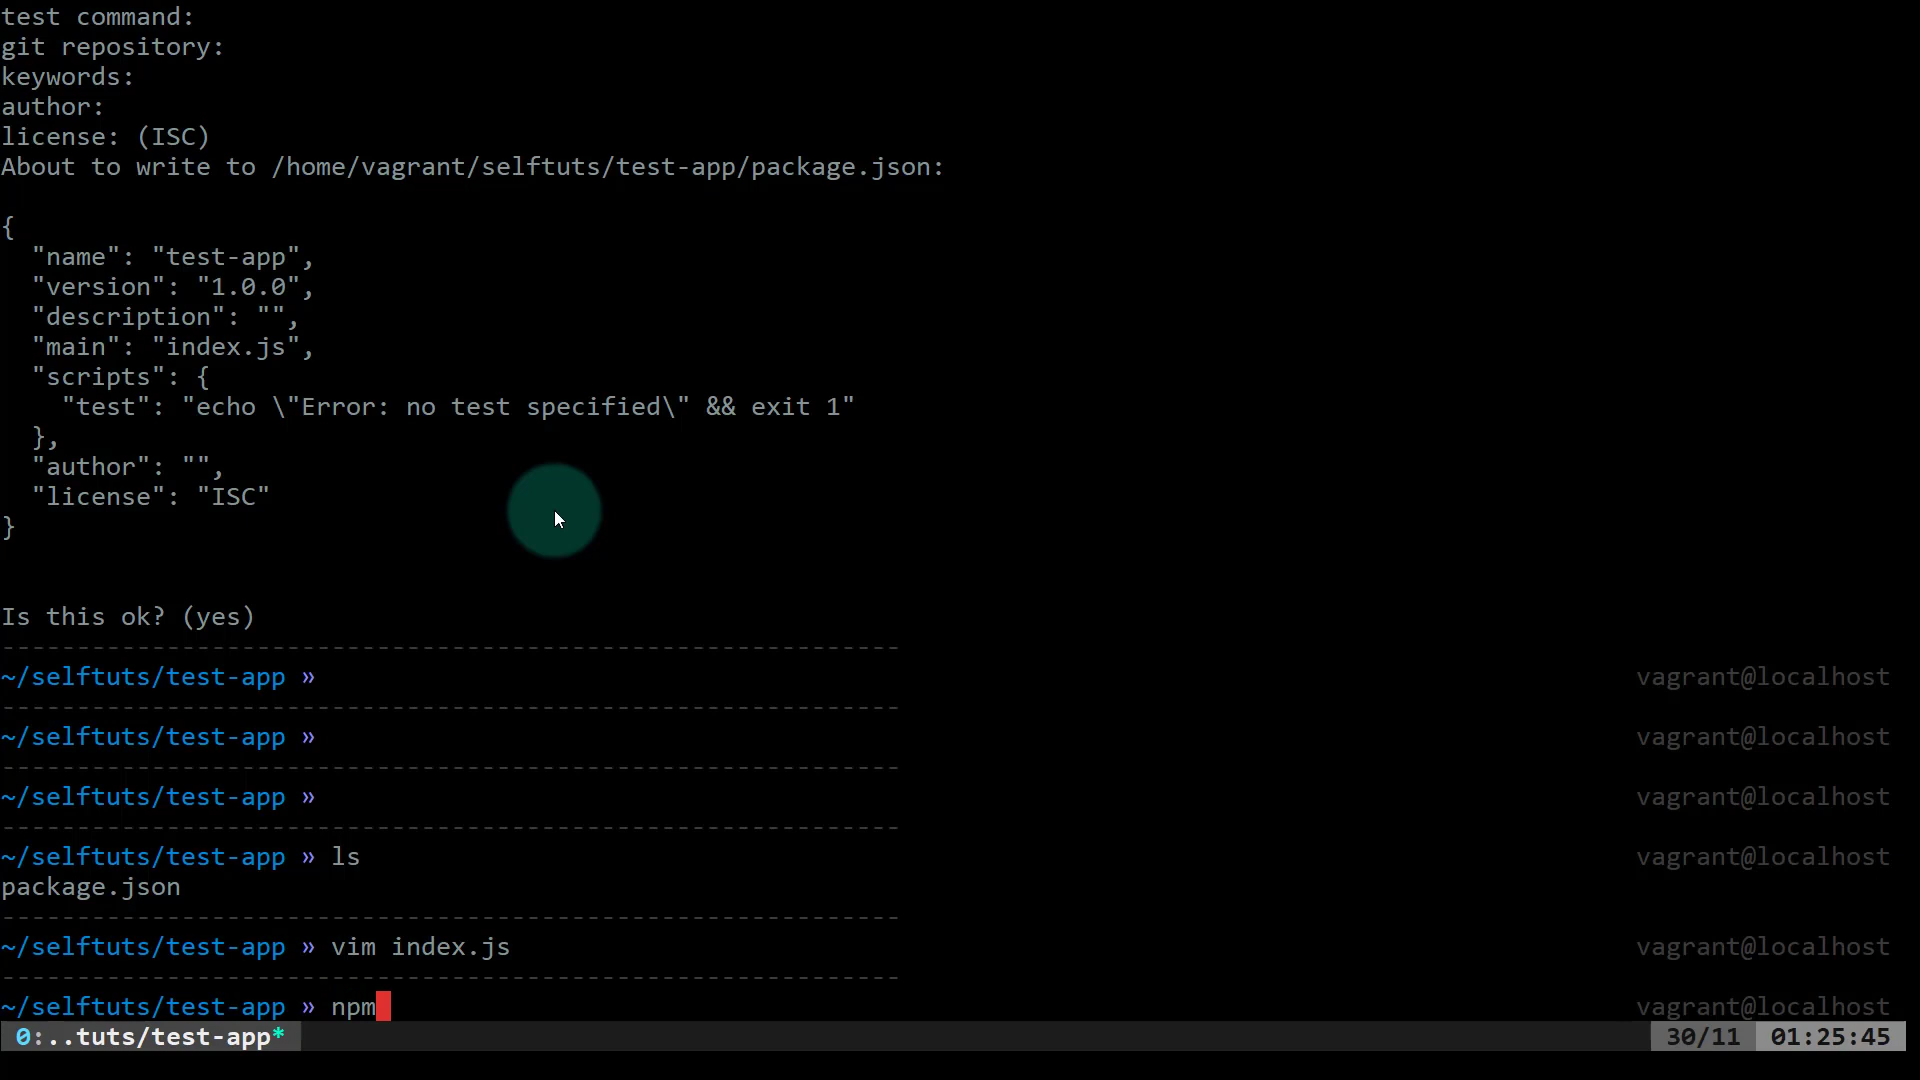 test command:
git repository:
keywords:
author:
license: (ISC)
About to write to /home/vagrant/selftuts/test-app/package.json:
{
  "name": "test-app",
  "version": "1.0.0",
  "description": "",
  "main": "index.js",
  "scripts": {
    "test": "echo \"Error: no test specified\" && exit 1"
  },
  "author": "",
  "license": "ISC"
}
Is this ok? (yes)
------------------------------------------------------------
~/selftuts/test-app » vagrant@localhost
------------------------------------------------------------
~/selftuts/test-app » vagrant@localhost
------------------------------------------------------------
~/selftuts/test-app » vagrant@localhost
------------------------------------------------------------
~/selftuts/test-app » ls vagrant@localhost
package.json
------------------------------------------------------------
~/selftuts/test-app » vim index.js vagrant@localhost
------------------------------------------------------------
~/selftuts/test-app » npm vagrant@localhost
0:..tuts/test-app* 30/11 01:25:45